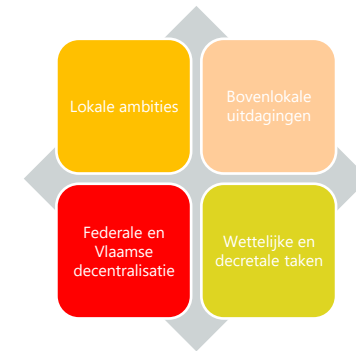 Lokale ambities
Bovenlokale
uitdagingen
Federale en
Vlaamse
decentralisatie
Wettelijke en
decretale taken